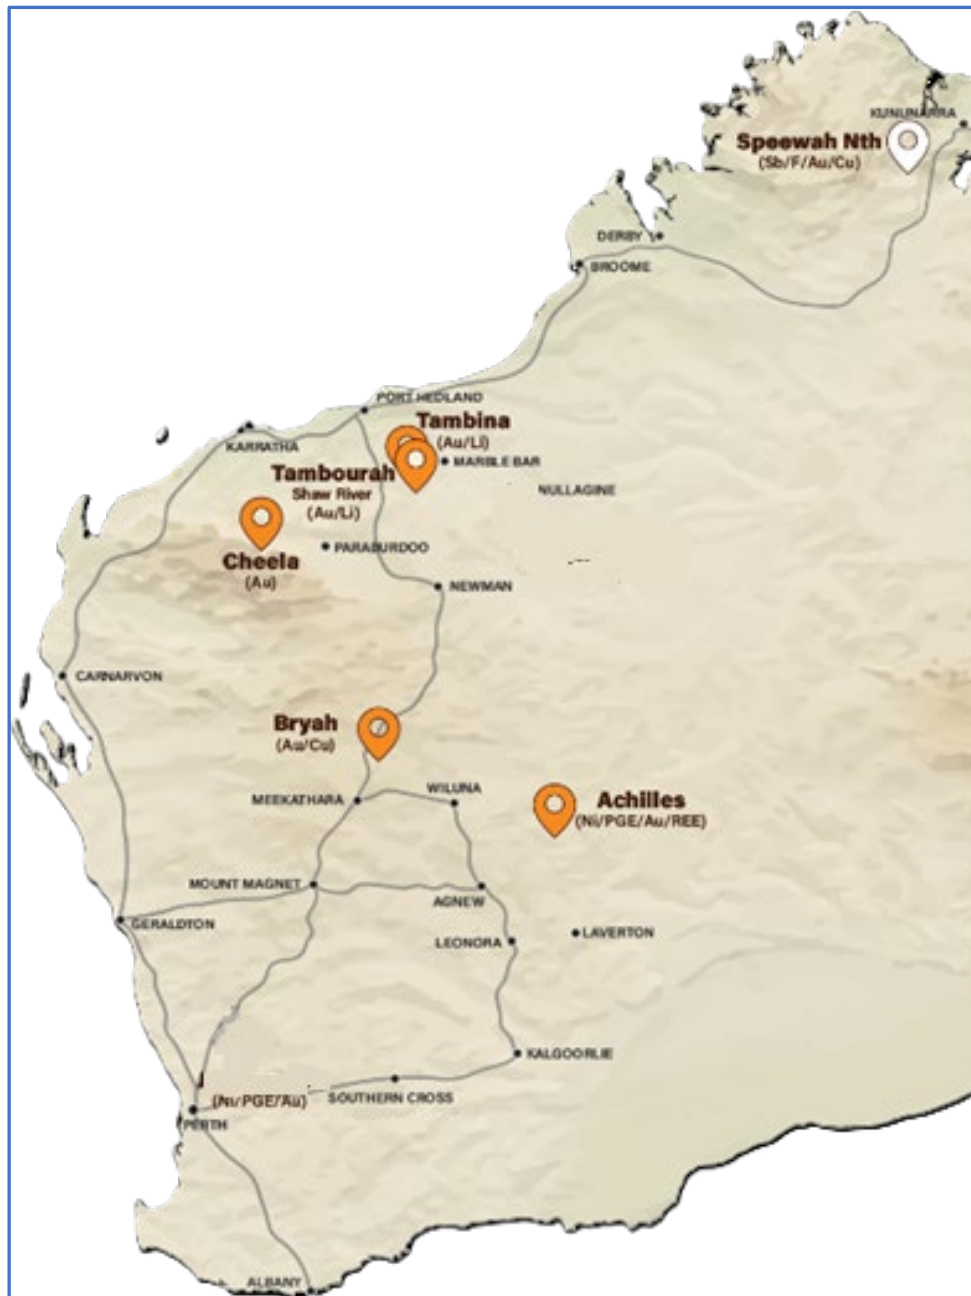 KUNUNARRA
Speewah Nth
(Sb/F/Au/Cu)
DERBY
BROOME
PORT HEDLAND
KARRATHA
Tambina
(Au/Li)
MARBLE BAR
Tambourah
Shaw River
(Au/Li)
NULLAGINE
Cheela
(Au)
PARABURDOO
NEWMAN
CARNARVON
Bryah
(Au/Cu)
MEEKATHARA
WILUNA
Achilles
(Ni/PGE/Au/REE)
MOUNT MAGNET
AGNEW
GERALDTON
LEONORA
LAVERTON
KALGOORLIE
(Ni/PGE/Au)
SOUTHERN CROSS
PERTH
ALBANY